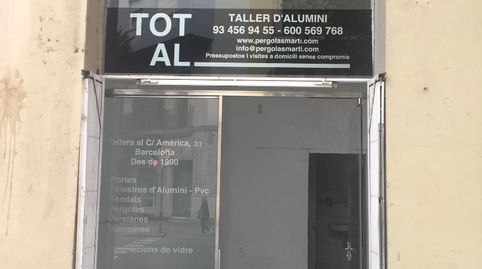 TOT
AL
TALLER D'ALUMINI
93 456 94 55 - 600 569 768
www.pergolasmarti.com
info@pergolasmarti.com
Pressupostos i visites a domicili sense compromís
Tallers al C/ Amèrica, 31
Barcelona
Des de 1990
Portes
Finestres d'Alumini - Pvc
Tendals
Pèrgoles
Persianes
Mampares
de vidre